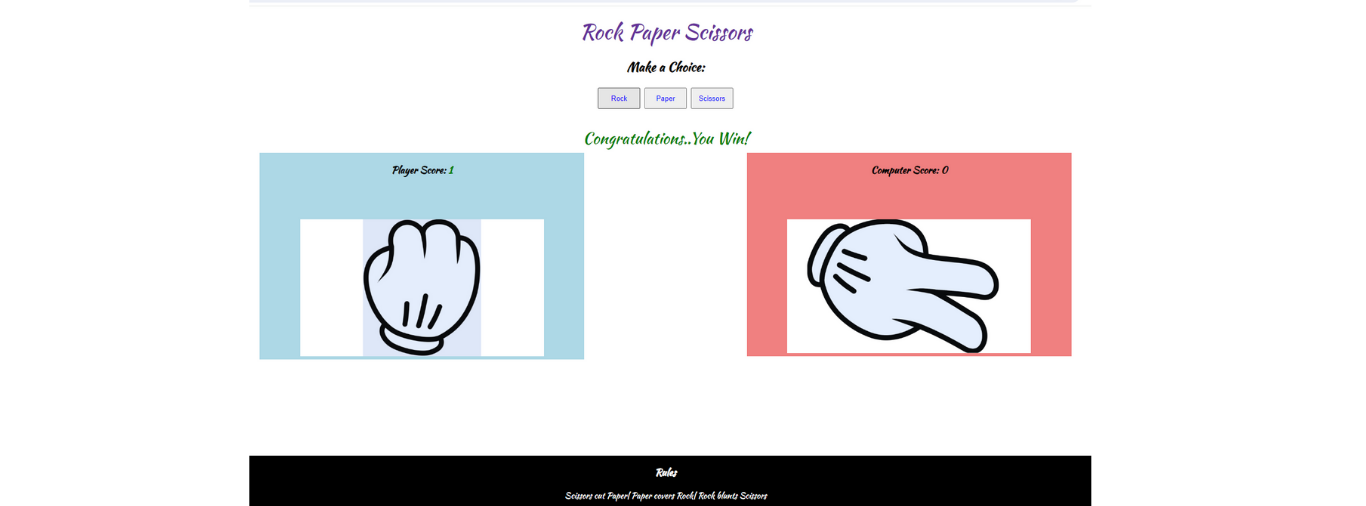 Rock Paper Scissors
Make a Choice:
Rock Paper Scissors
Congratulations..You Win!
Player Score: 1
Computer Score: 0
Rules
Scissors cut Paper| Paper covers Rock| Rock blunts Scissors